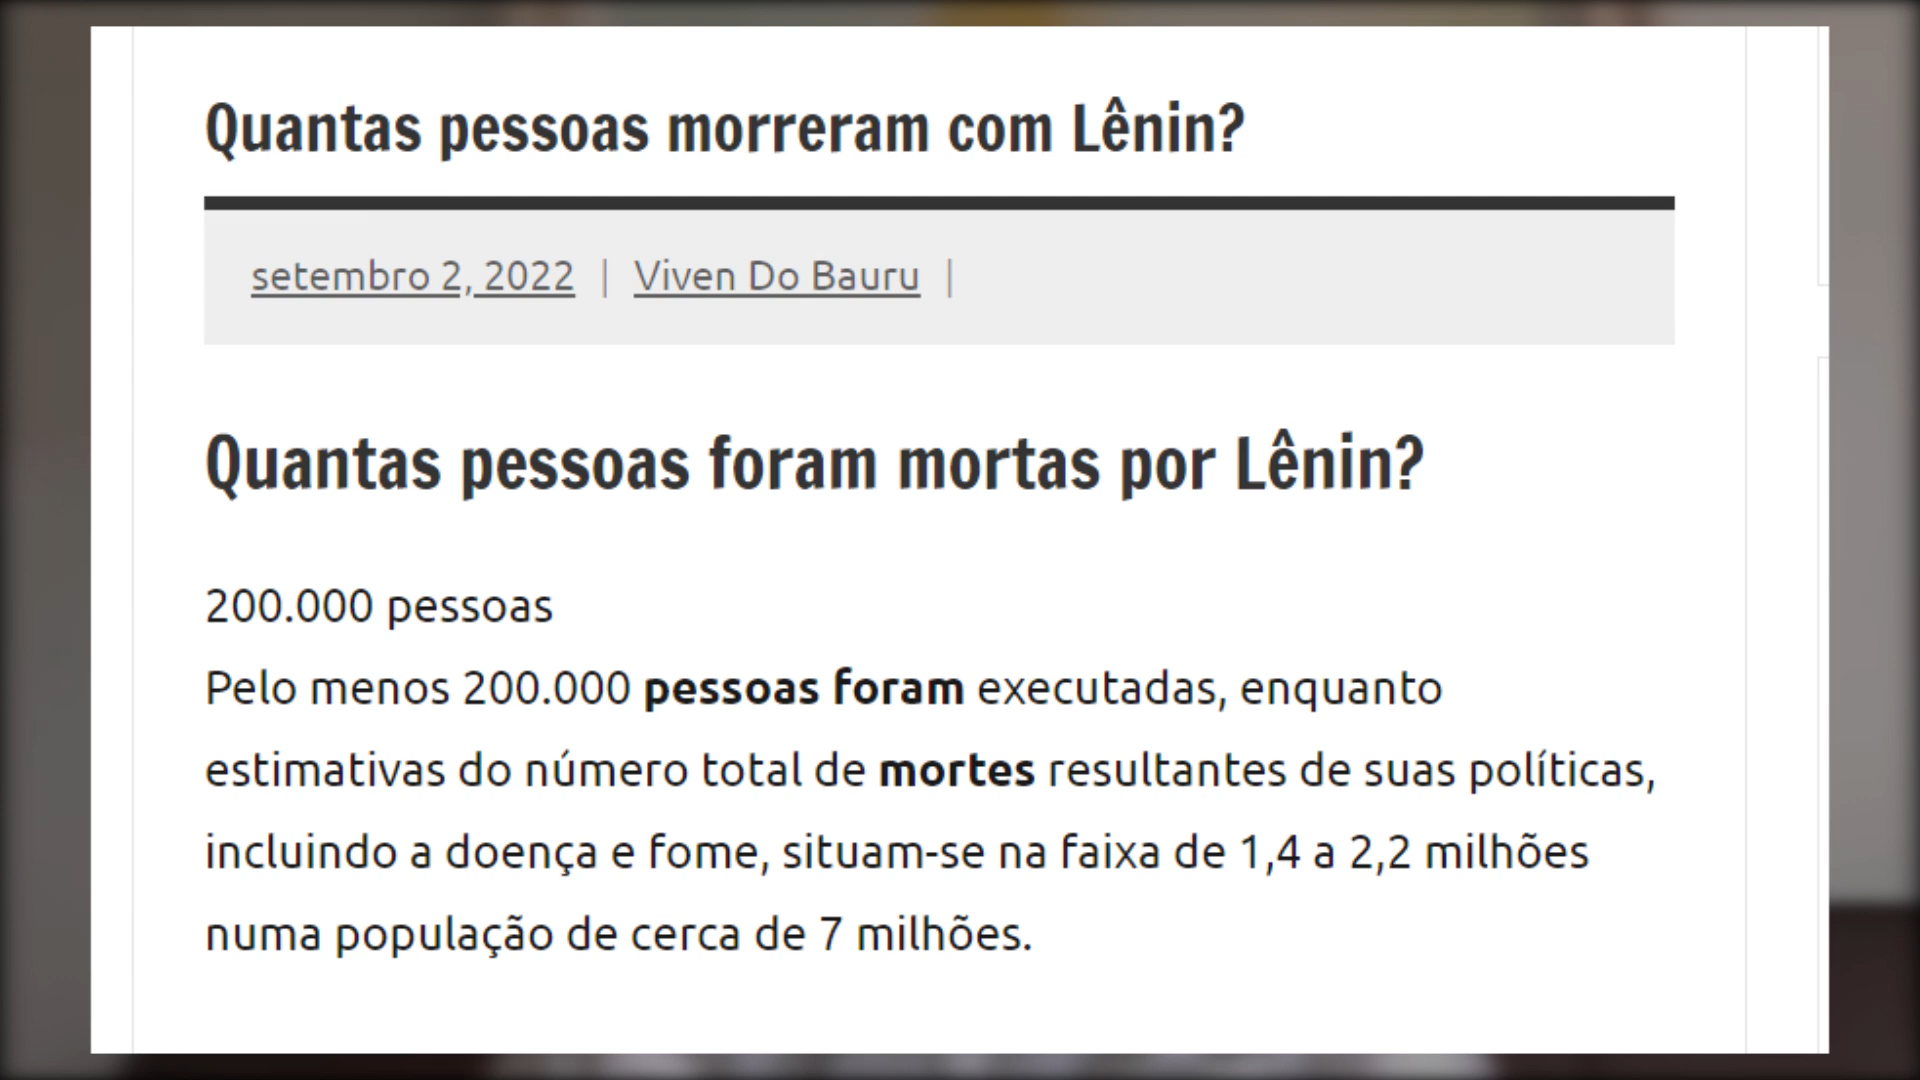 Quantas pessoas morreram com Lênin?
setembro 2, 2022 | Viven Do Bauru |
Quantas pessoas foram mortas por Lênin?
200.000 pessoas
Pelo menos 200.000 pessoas foram executadas, enquanto
estimativas do número total de mortes resultantes de suas políticas,
incluindo a doença e fome, situam-se na faixa de 1,4 a 2,2 milhões
numa população de cerca de 7 milhões.